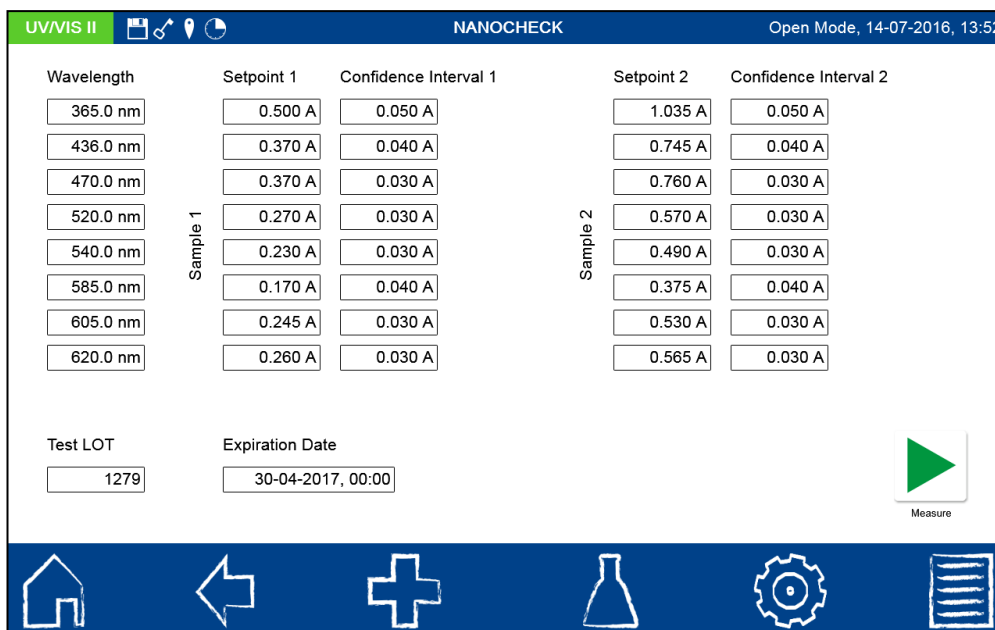 UV/VIS II NANOCHECK Open Mode, 14-07-2016, 13:52
Wavelength Setpoint 1 Confidence Interval 1 Setpoint 2 Confidence Interval 2
365.0 nm 0.500 A 0.050 A 1.035 A 0.050 A
436.0 nm 0.370 A 0.040 A 0.745 A 0.040 A
470.0 nm 0.370 A 0.030 A 0.760 A 0.030 A
520.0 nm 0.270 A 0.030 A 0.570 A 0.030 A
Sample 1 Sample 2
540.0 nm 0.230 A 0.030 A 0.490 A 0.030 A
585.0 nm 0.170 A 0.040 A 0.375 A 0.040 A
605.0 nm 0.245 A 0.030 A 0.530 A 0.030 A
620.0 nm 0.260 A 0.030 A 0.565 A 0.030 A
Test LOT Expiration Date
1279 30-04-2017, 00:00
Measure